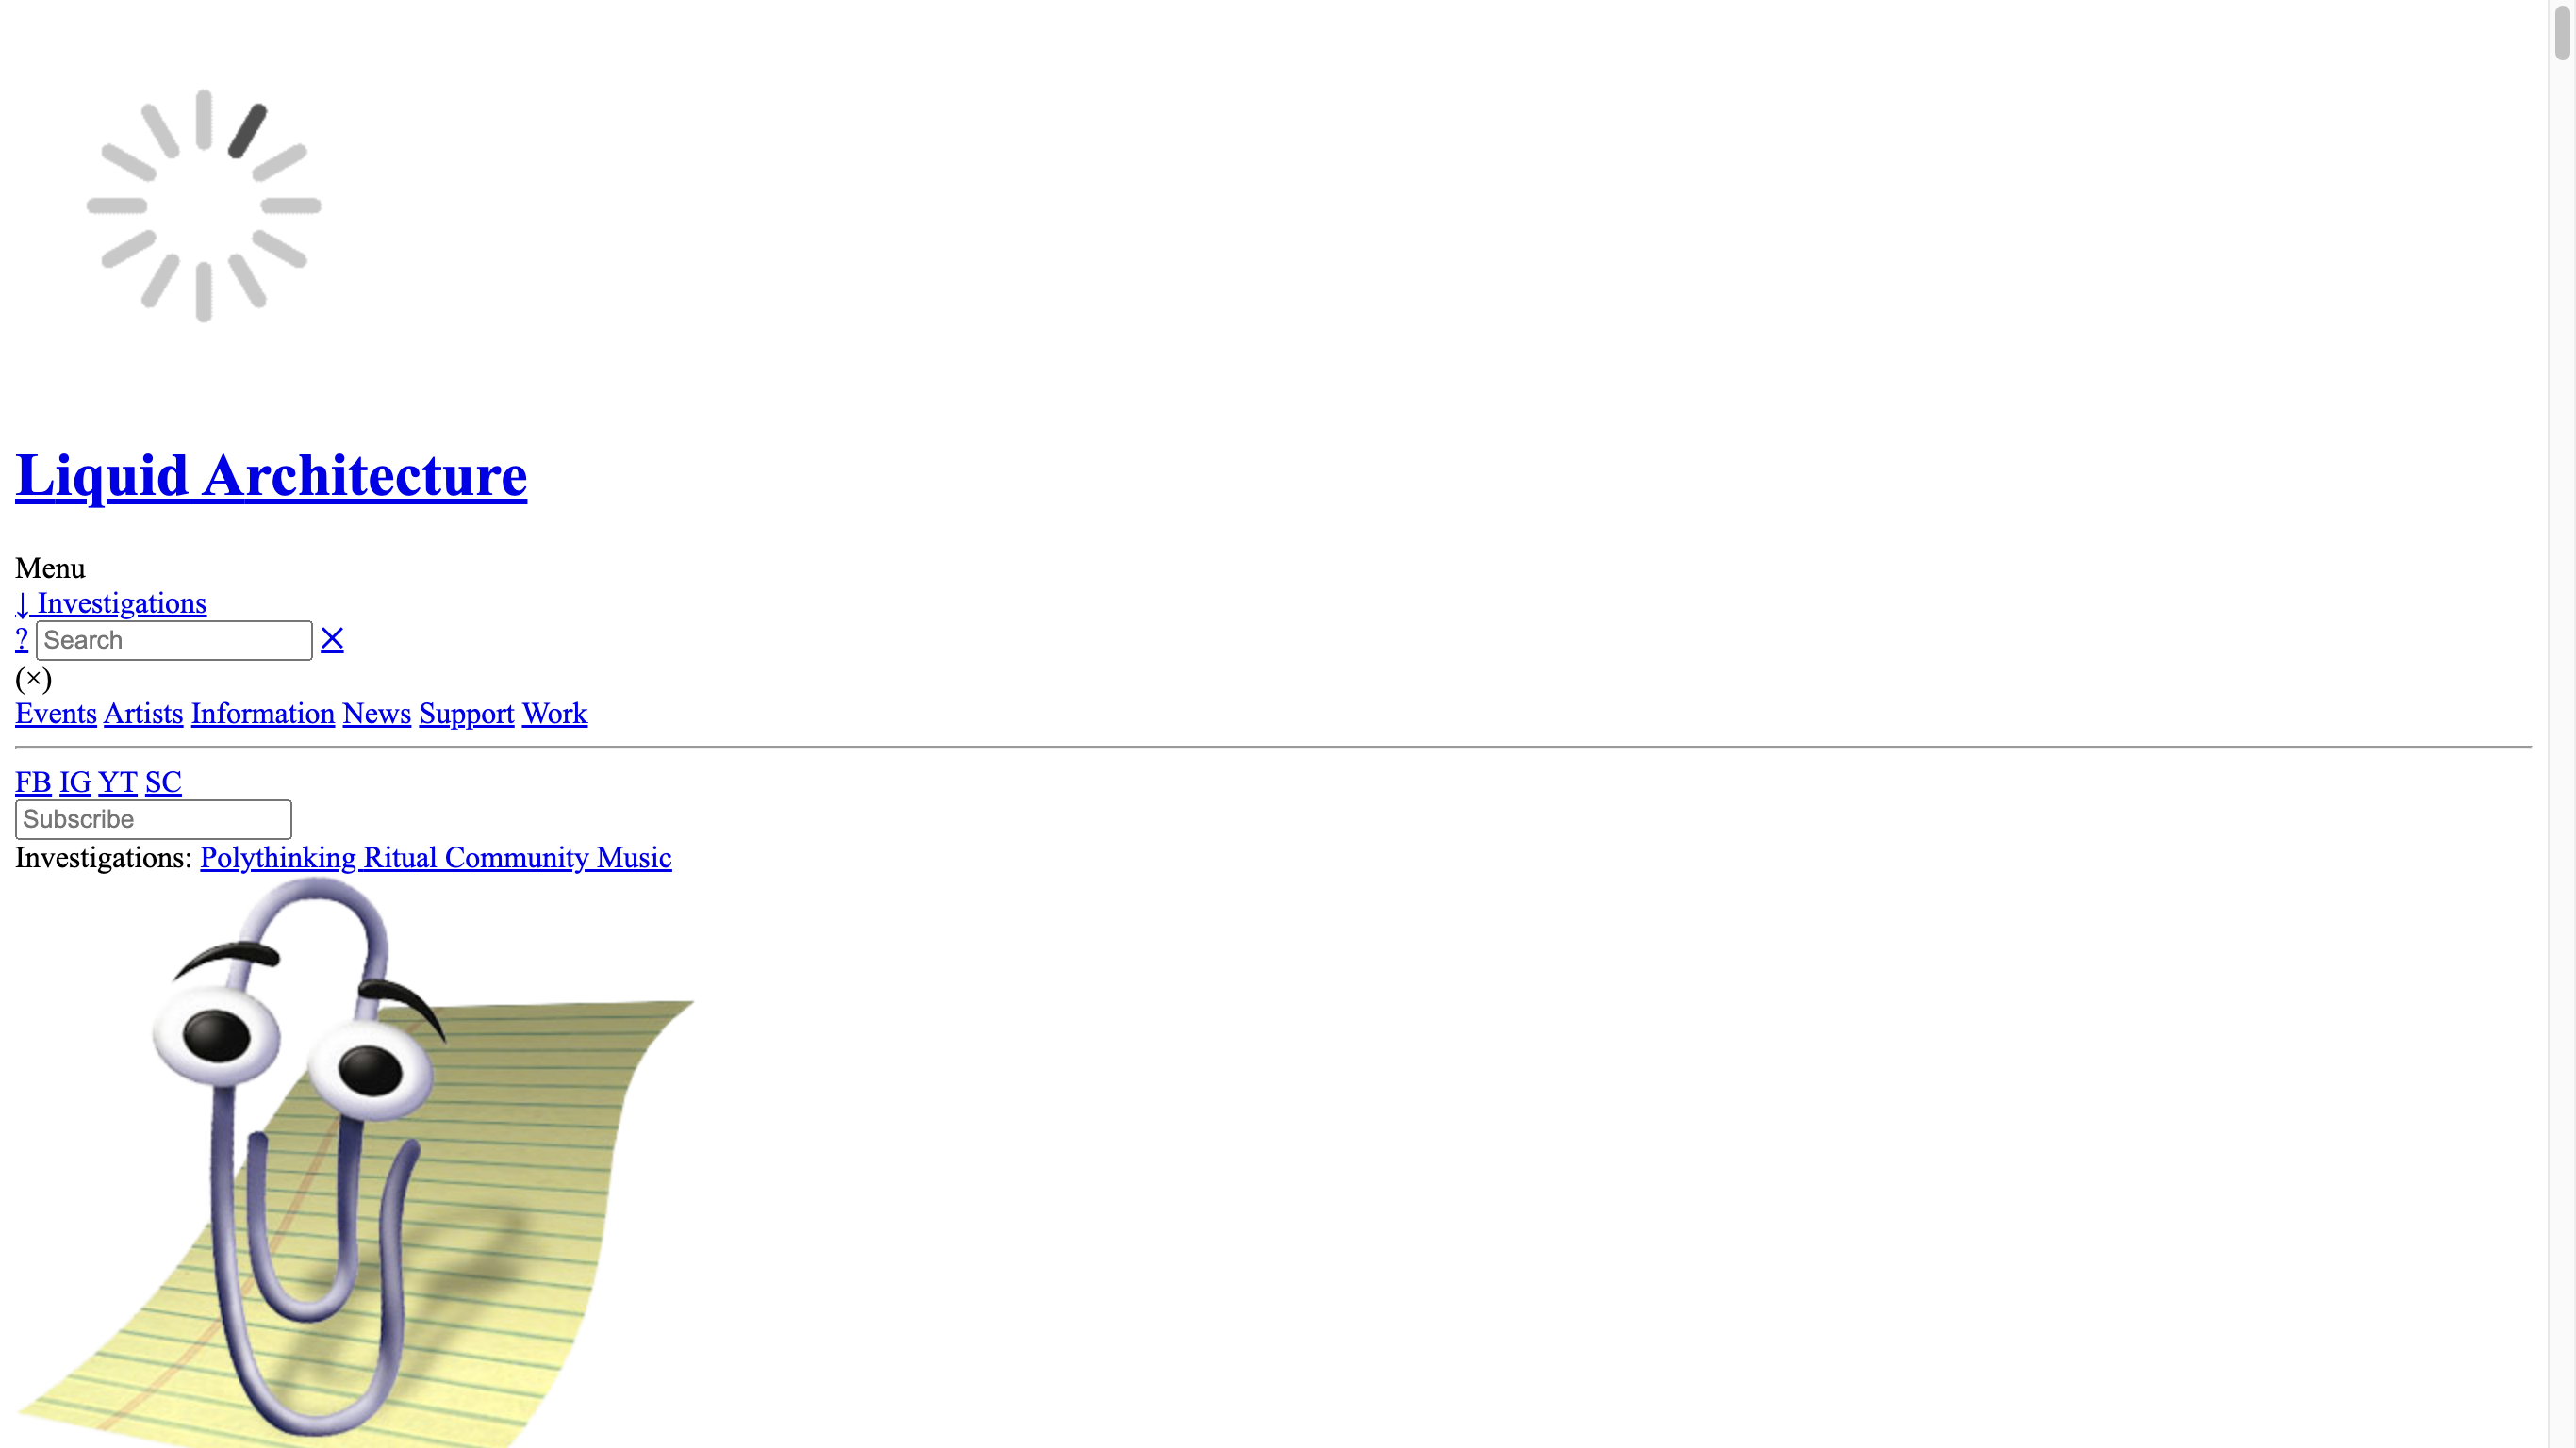 Liquid Architecture
Menu
↓ Investigations
? Search ×
(×)
Events Artists Information News Support Work
FB IG YT SC
Subscribe
Investigations: Polythinking Ritual Community Music